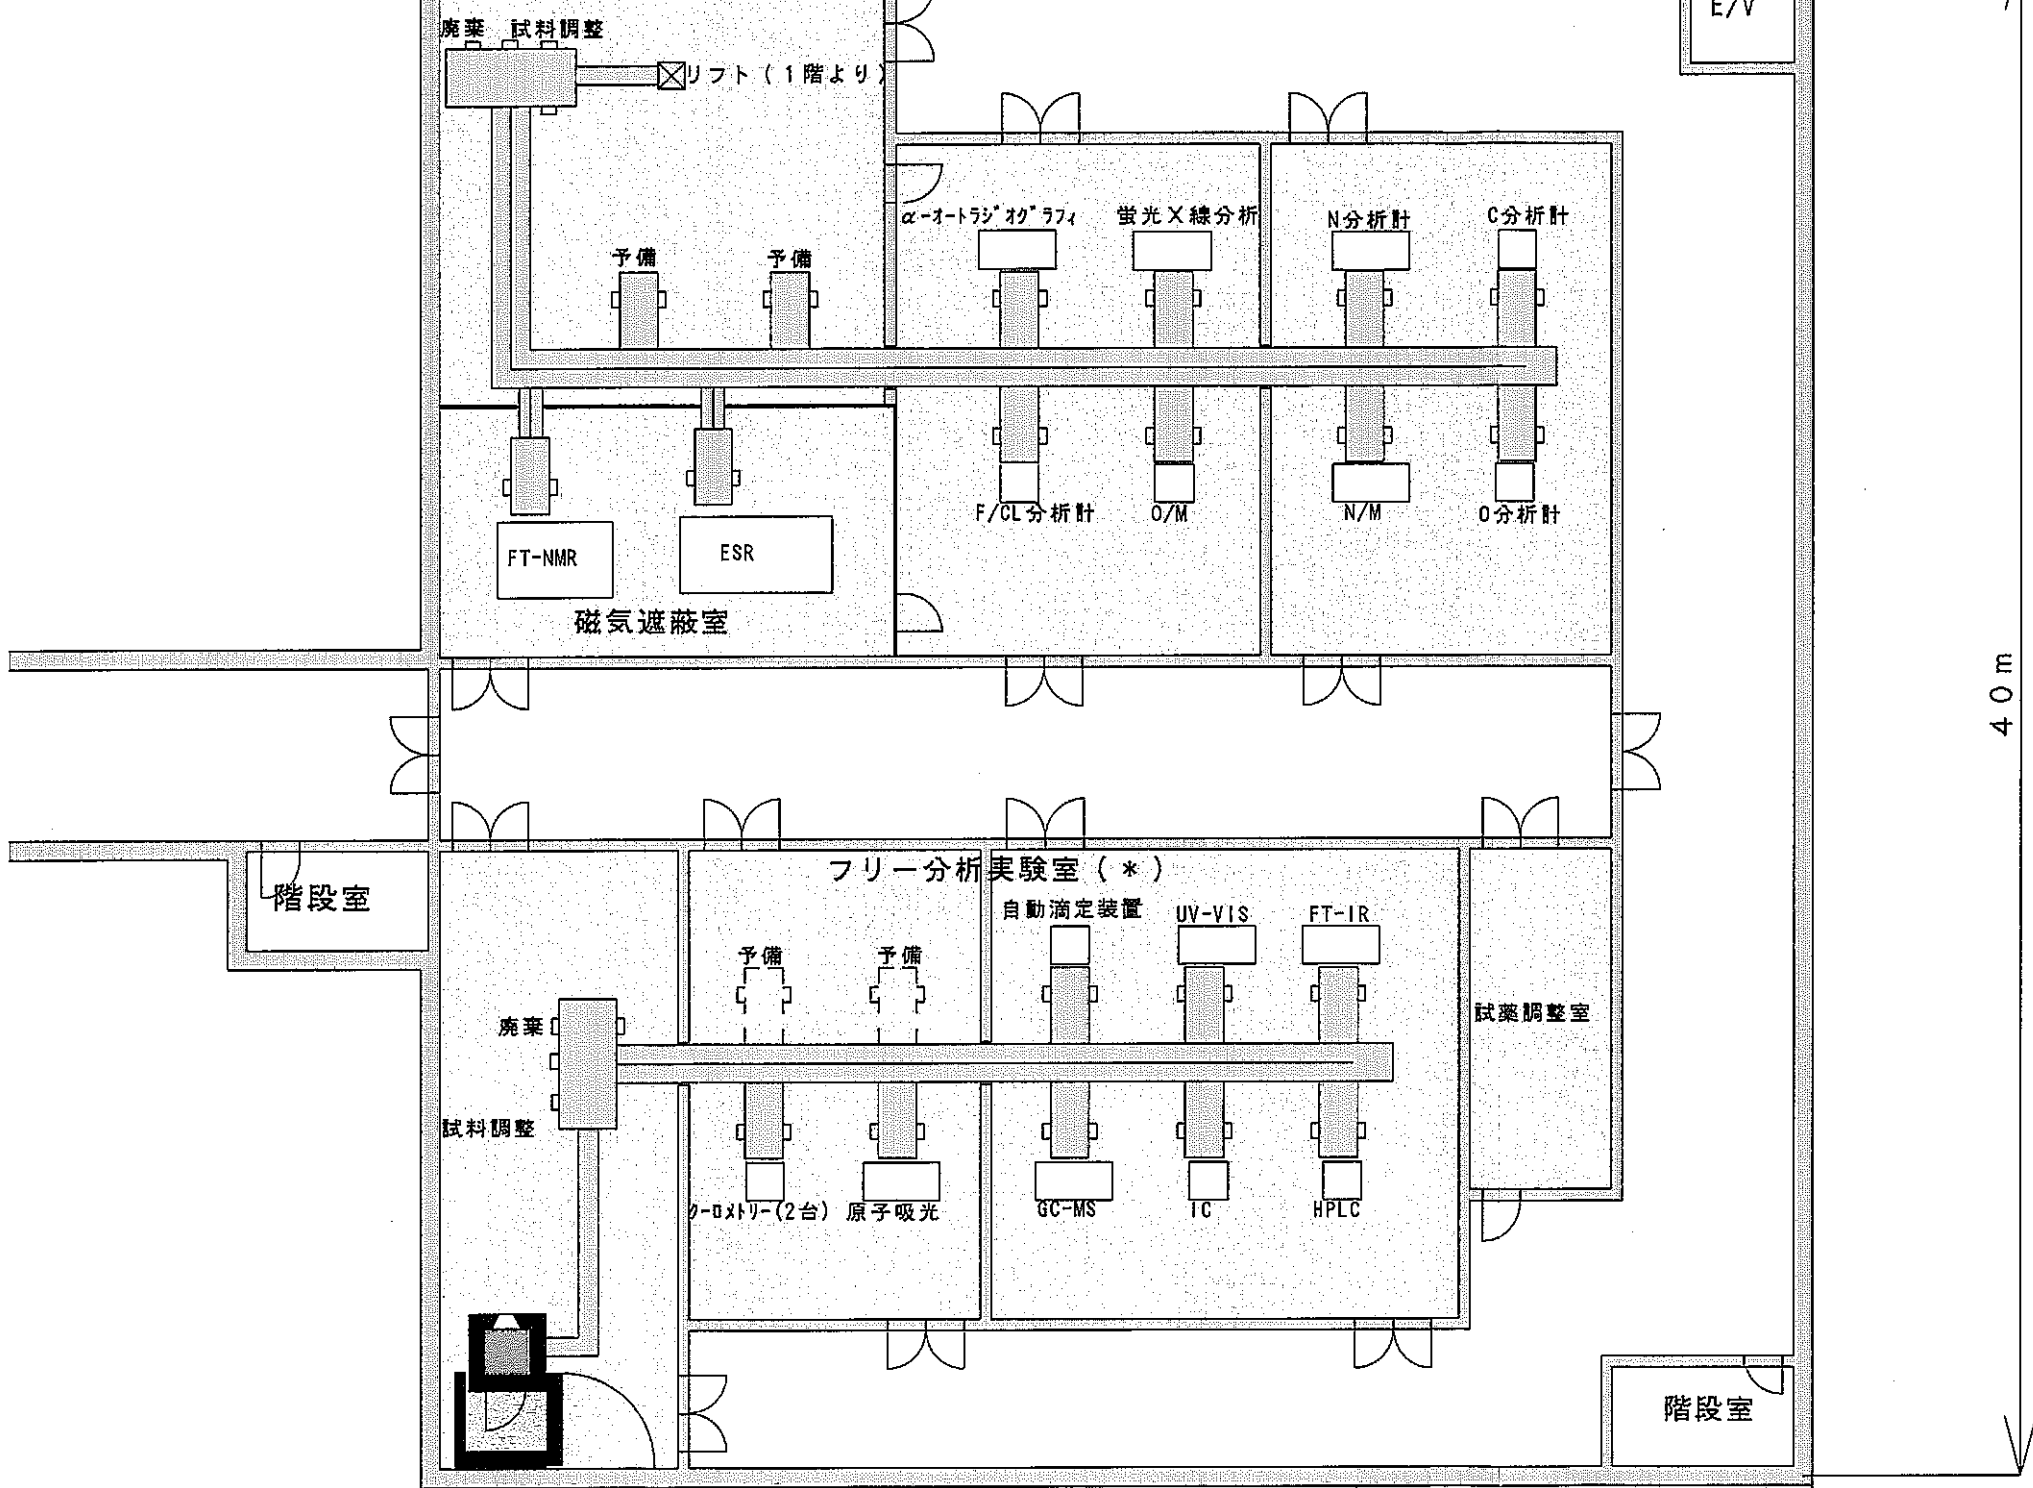 E/V
廃棄 試料調整
リフト（１階より）
α-オートラジオグラフィ 蛍光X線分析 N分析計 C分析計
予備 予備
F/CL分析計 O/M N/M O分析計
FT-NMR ESR
磁気遮蔽室
40m
フリー分析実験室（*）
階段室
自動滴定装置 UV-VIS FT-IR
予備 予備
廃棄
試薬調整室
試料調整
クーロメトリー(2台) 原子吸光 GC-MS IC HPLC
階段室